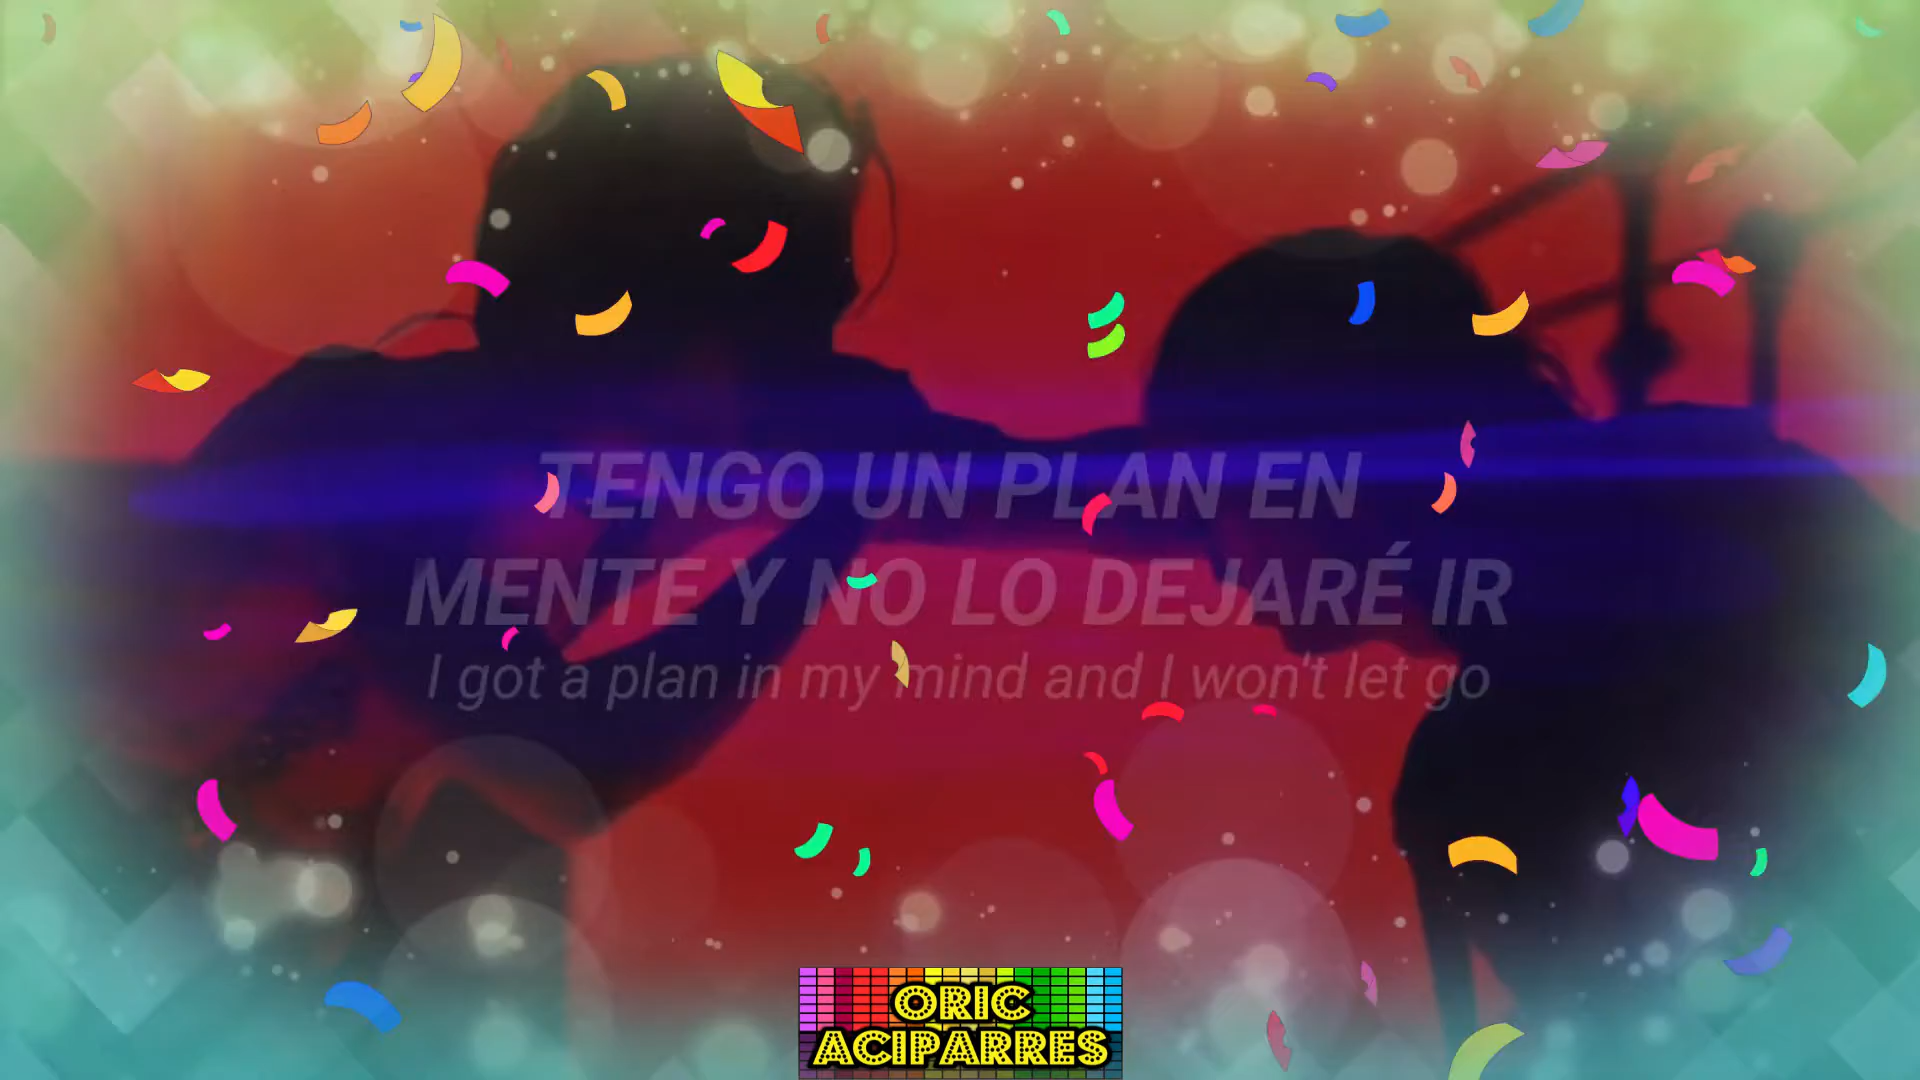 TENGO UN PLAN EN
MENTE Y NO LO DEJARÉ IR
I got a plan in my mind and I won't let go
ORIC
ACIPARRES